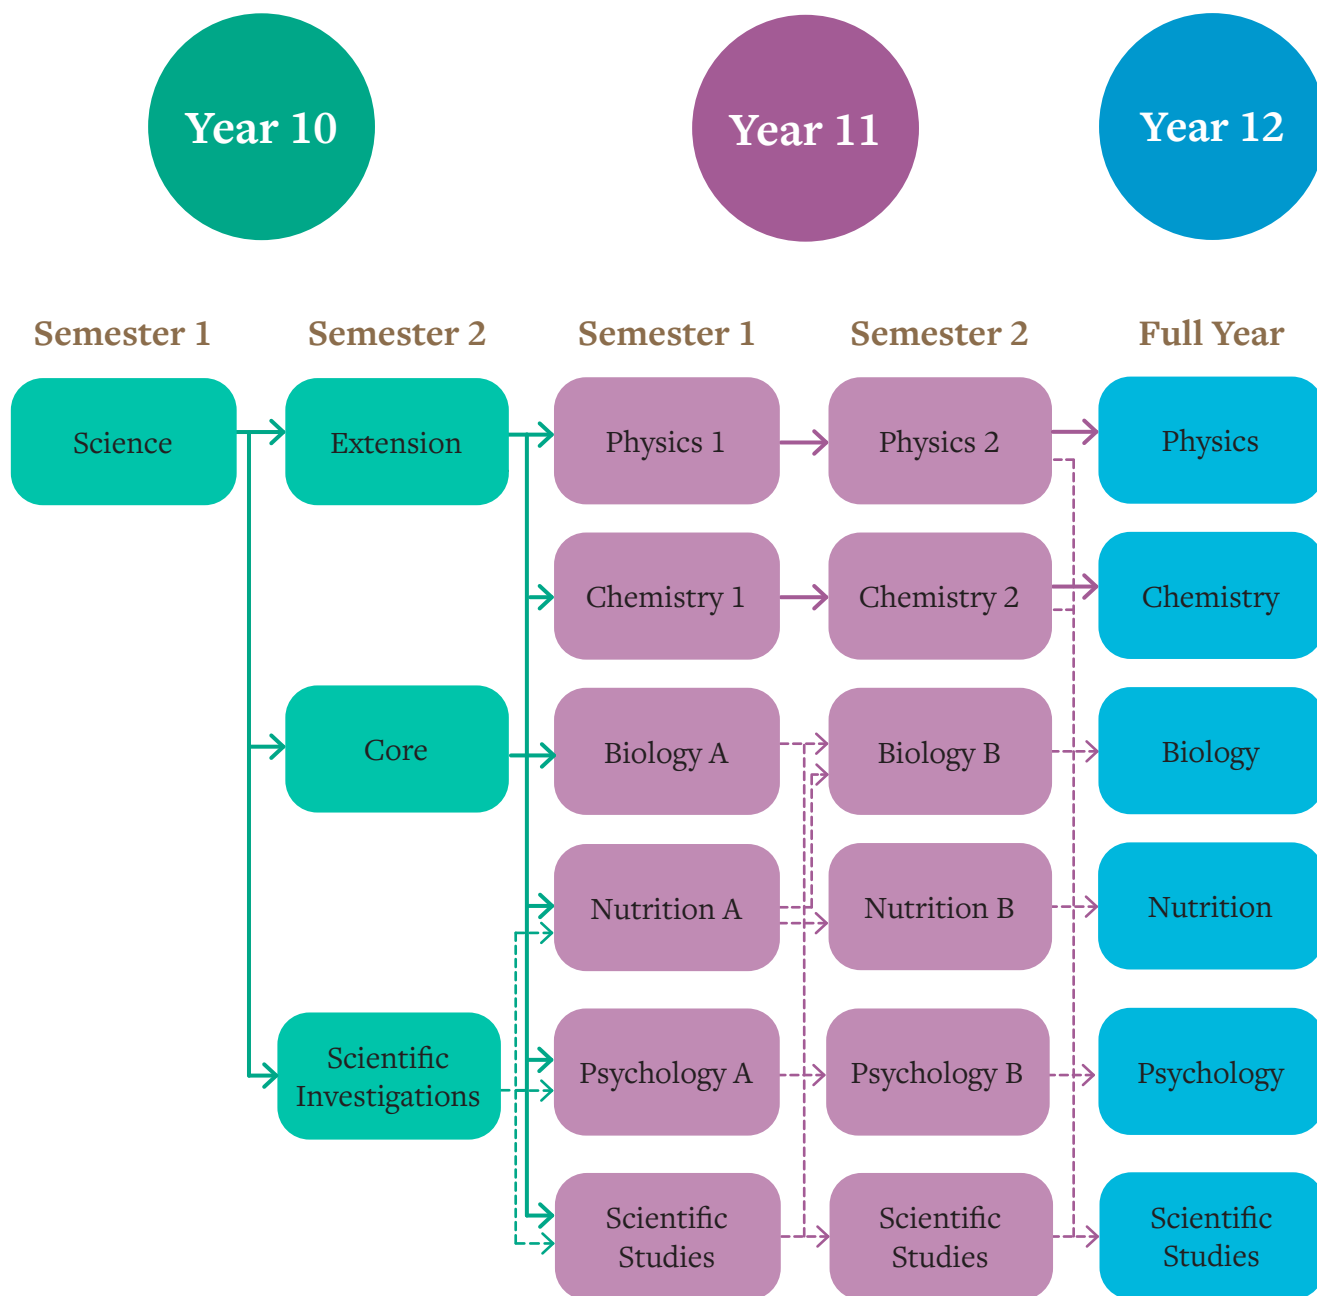 Year 10
Year 11
Year 12
Semester 1
Semester 2
Semester 1
Semester 2
Full Year
Science
Extension
Physics 1
Physics 2
Physics
Chemistry 1
Chemistry 2
Chemistry
Core
Biology A
Biology B
Biology
Nutrition A
Nutrition B
Nutrition
Scientific
Investigations
Psychology A
Psychology B
Psychology
Scientific
Studies
Scientific
Studies
Scientific
Studies